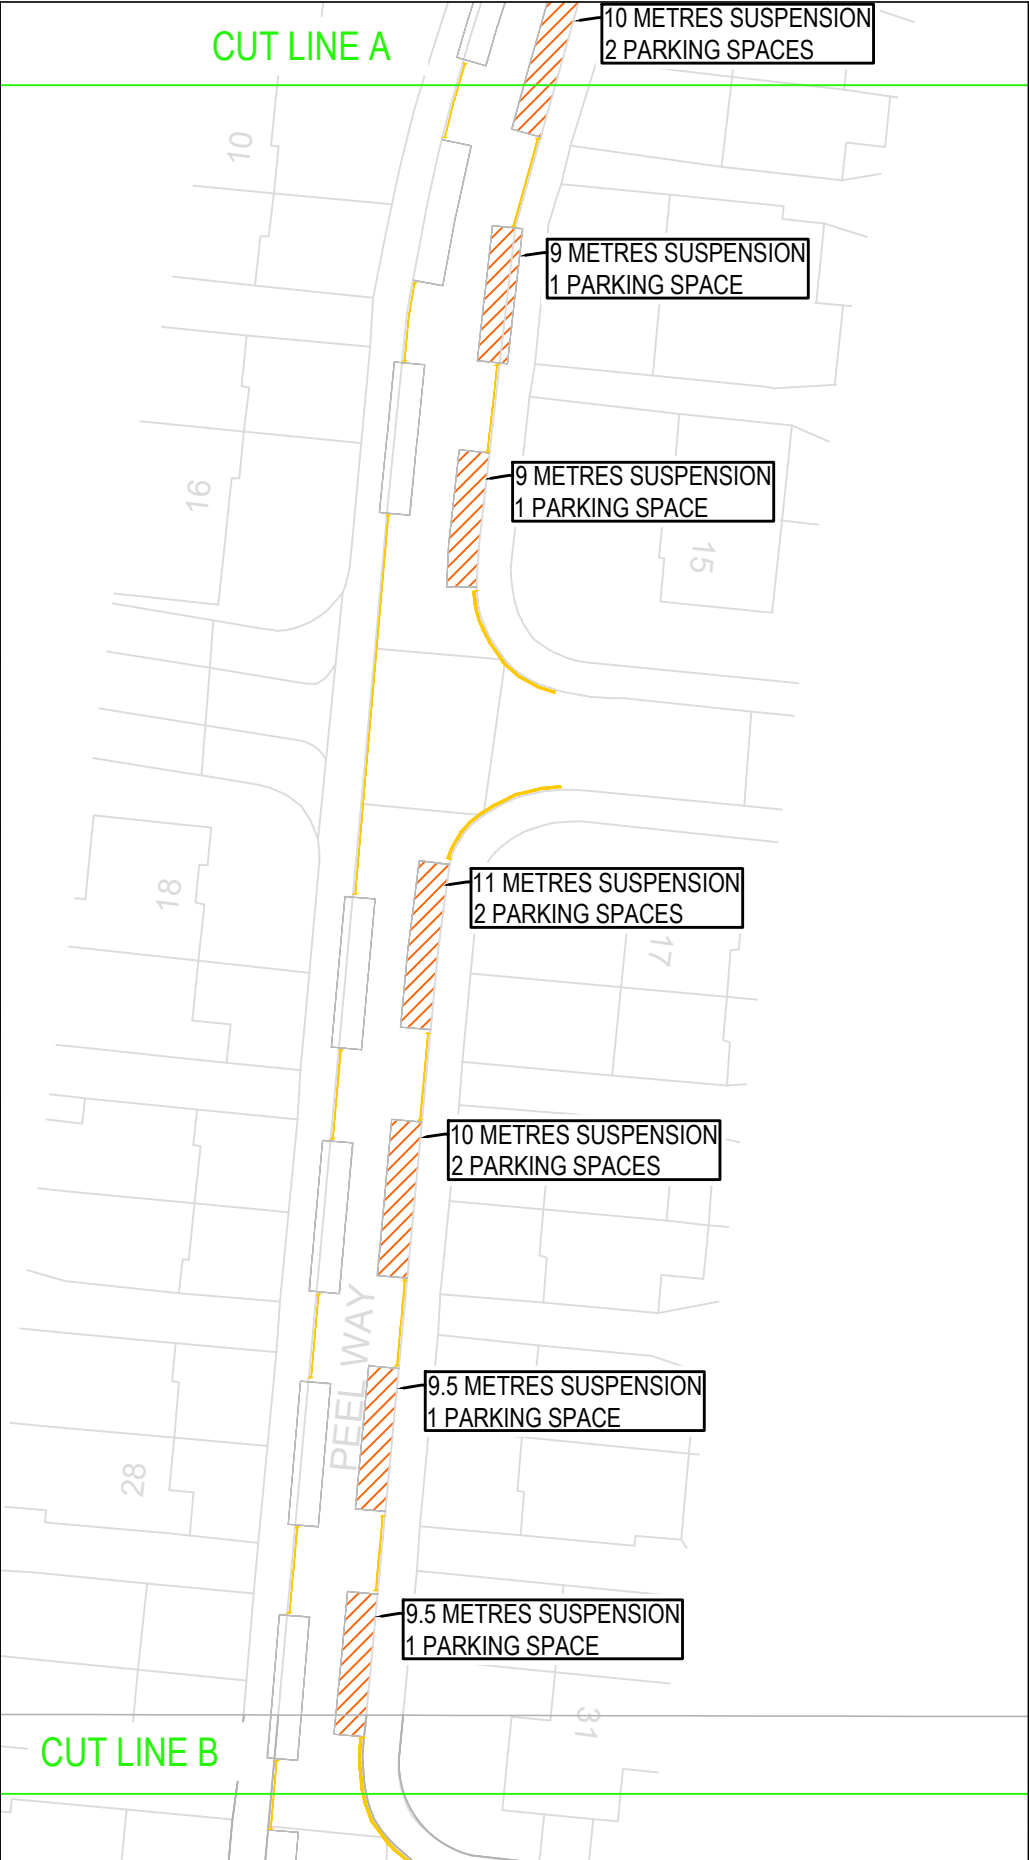 10 METRES SUSPENSION
2 PARKING SPACES
CUT LINE A
10
9 METRES SUSPENSION
1 PARKING SPACE
9 METRES SUSPENSION
1 PARKING SPACE
16
15
11 METRES SUSPENSION
2 PARKING SPACES
18
17
10 METRES SUSPENSION
2 PARKING SPACES
PEEL WAY
9.5 METRES SUSPENSION
1 PARKING SPACE
28
9.5 METRES SUSPENSION
1 PARKING SPACE
31
CUT LINE B